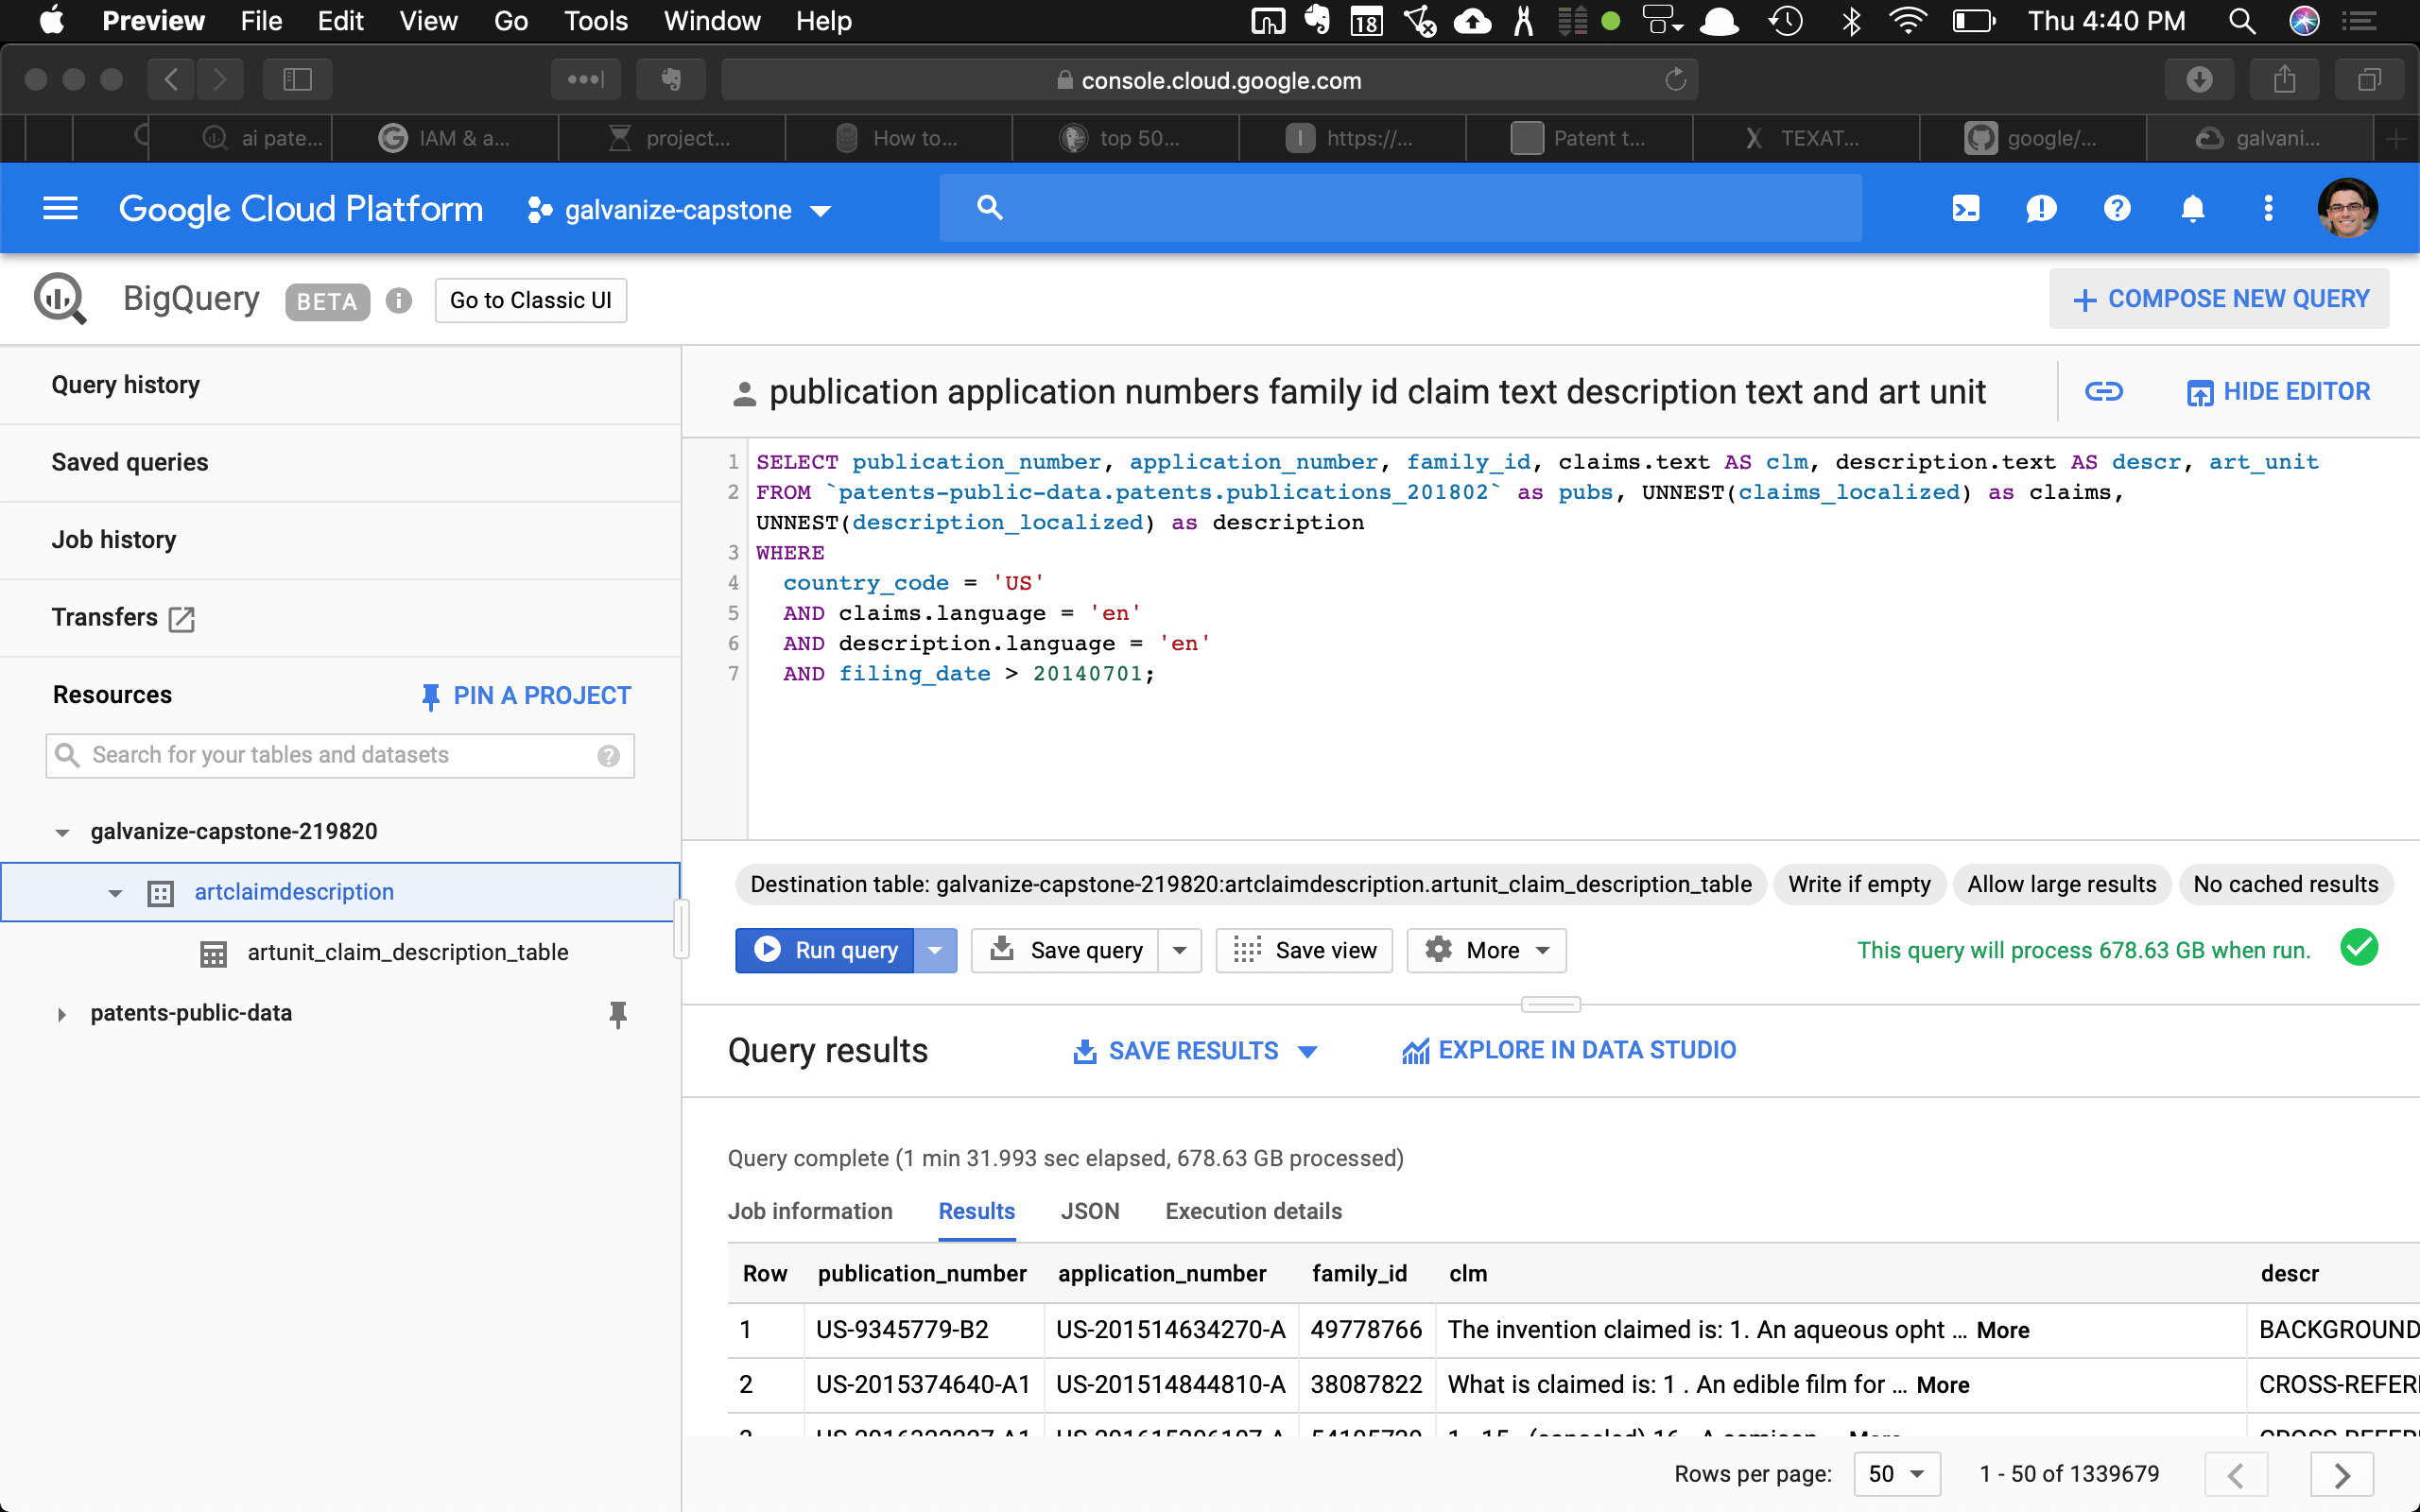 Preview File Edit View Go Tools Window Help 18 Thu 4:40 PM
console.cloud.google.com
ai pate... IAM & a... project... How to... top 50... https://... Patent t... TEXAT... google/... galvani...
Google Cloud Platform galvanize-capstone
BigQuery BETA Go to Classic UI COMPOSE NEW QUERY
Query history
Saved queries
Job history
Transfers
Resources PIN A PROJECT
Search for your tables and datasets
galvanize-capstone-219820
artclaimdescription
artunit_claim_description_table
patents-public-data
publication application numbers family id claim text description text and art unit HIDE EDITOR
1 SELECT publication_number, application_number, family_id, claims.text AS clm, description.text AS descr, art_unit
2 FROM `patents-public-data.patents.publications_201802` as pubs, UNNEST(claims_localized) as claims,
UNNEST(description_localized) as description
3 WHERE
4 country_code = 'US'
5 AND claims.language = 'en'
6 AND description.language = 'en'
7 AND filing_date > 20140701;
Destination table: galvanize-capstone-219820:artclaimdescription.artunit_claim_description_table Write if empty Allow large results No cached results
Run query Save query Save view More This query will process 678.63 GB when run.
Query results SAVE RESULTS EXPLORE IN DATA STUDIO
Query complete (1 min 31.993 sec elapsed, 678.63 GB processed)
Job information Results JSON Execution details
Row publication_number application_number family_id clm descr
1 US-9345779-B2 US-201514634270-A 49778766 The invention claimed is: 1. An aqueous opht ... More BACKGROUND
2 US-2015374640-A1 US-201514844810-A 38087822 What is claimed is: 1 . An edible film for ... More CROSS-REFER
Rows per page: 50 1 - 50 of 1339679